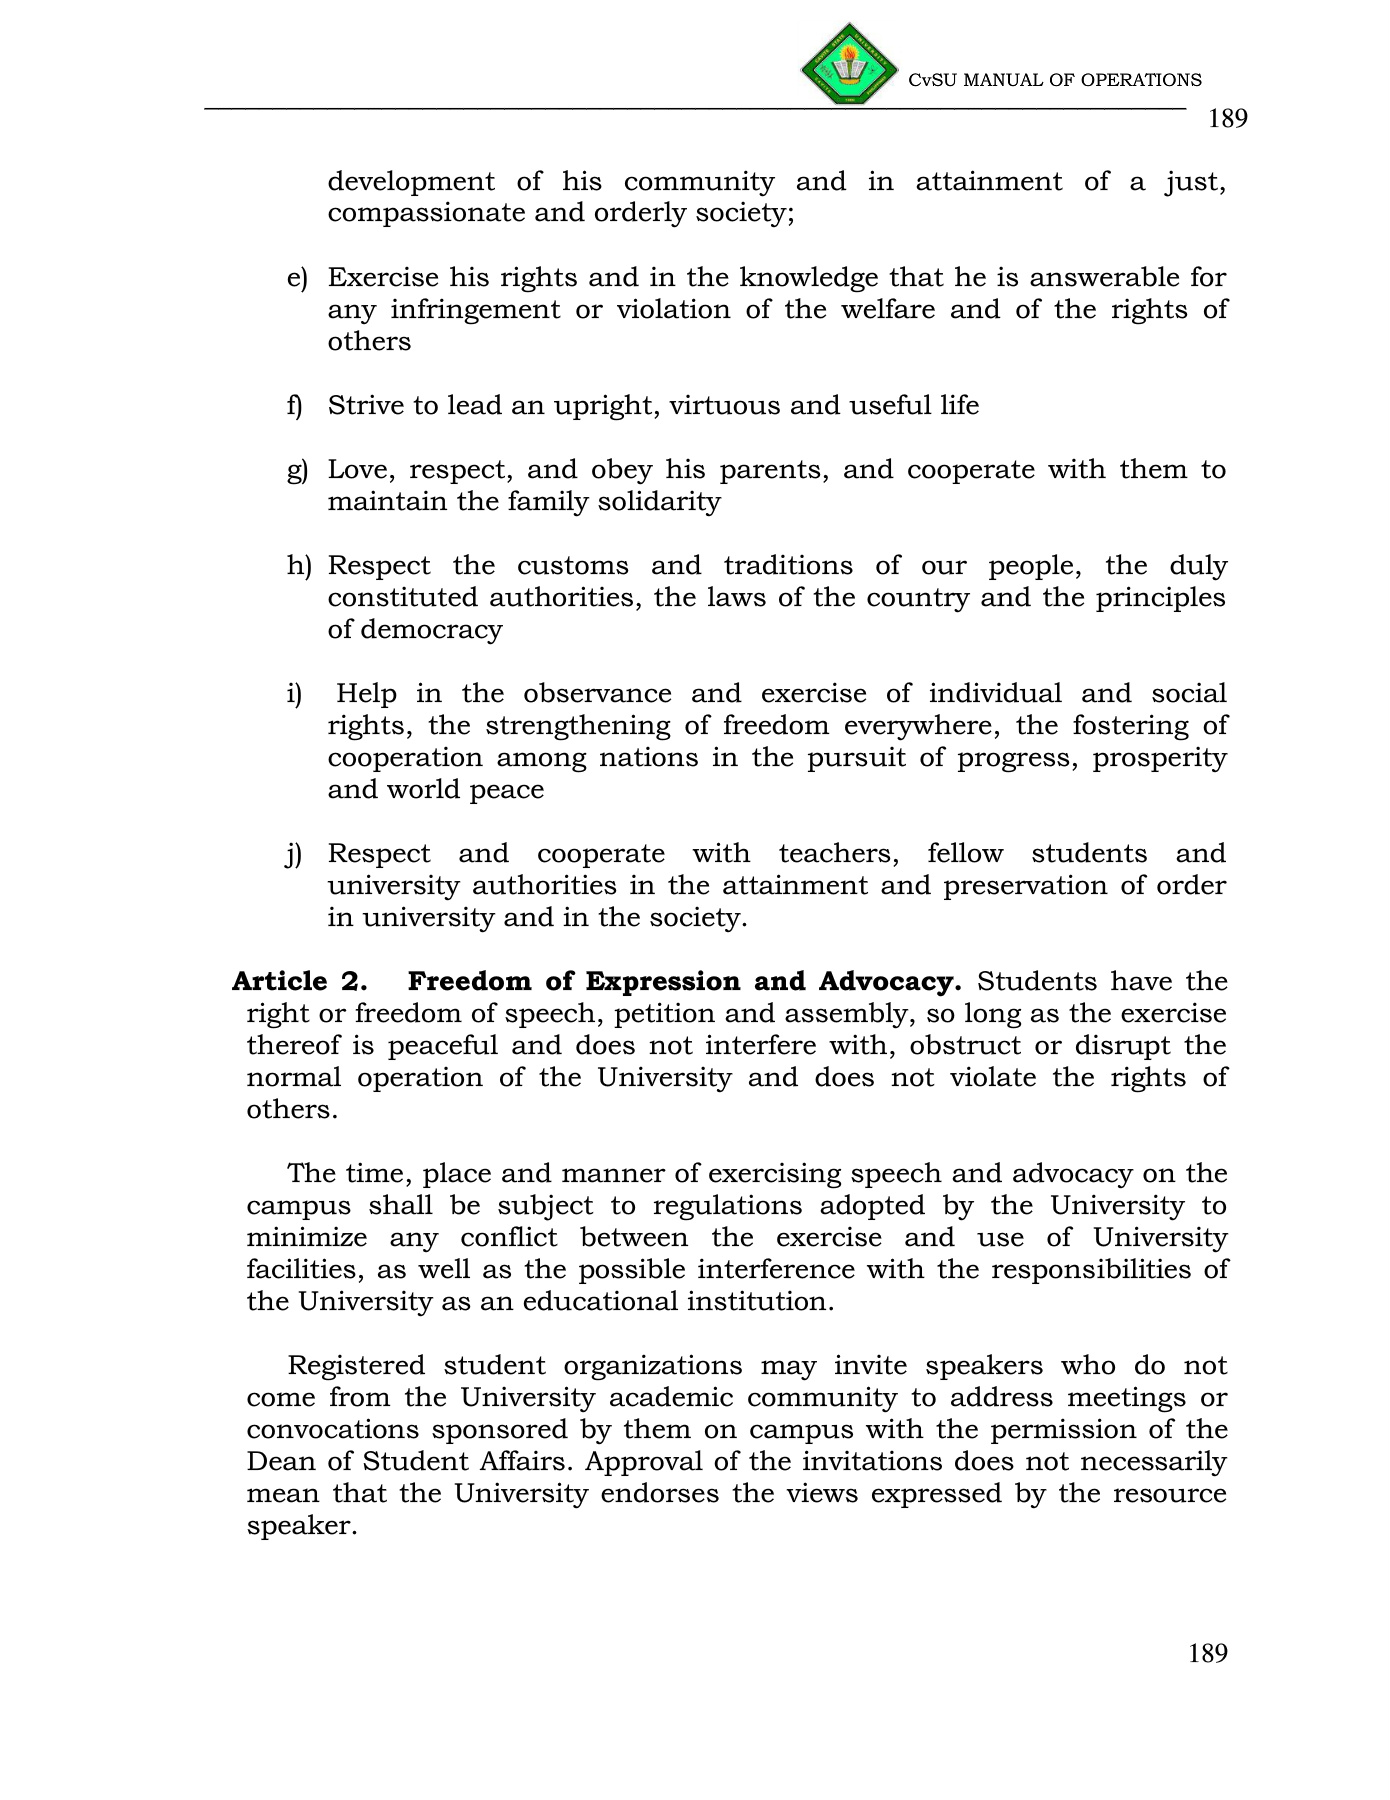 CvSU MANUAL OF OPERATIONS
189
development of his community and in attainment of a just,
compassionate and orderly society;
e) Exercise his rights and in the knowledge that he is answerable for
any infringement or violation of the welfare and of the rights of
others
f) Strive to lead an upright, virtuous and useful life
g) Love, respect, and obey his parents, and cooperate with them to
maintain the family solidarity
h) Respect the customs and traditions of our people, the duly
constituted authorities, the laws of the country and the principles
of democracy
i) Help in the observance and exercise of individual and social
rights, the strengthening of freedom everywhere, the fostering of
cooperation among nations in the pursuit of progress, prosperity
and world peace
j) Respect and cooperate with teachers, fellow students and
university authorities in the attainment and preservation of order
in university and in the society.
Article 2. Freedom of Expression and Advocacy. Students have the
right or freedom of speech, petition and assembly, so long as the exercise
thereof is peaceful and does not interfere with, obstruct or disrupt the
normal operation of the University and does not violate the rights of
others.
The time, place and manner of exercising speech and advocacy on the
campus shall be subject to regulations adopted by the University to
minimize any conflict between the exercise and use of University
facilities, as well as the possible interference with the responsibilities of
the University as an educational institution.
Registered student organizations may invite speakers who do not
come from the University academic community to address meetings or
convocations sponsored by them on campus with the permission of the
Dean of Student Affairs. Approval of the invitations does not necessarily
mean that the University endorses the views expressed by the resource
speaker.
189